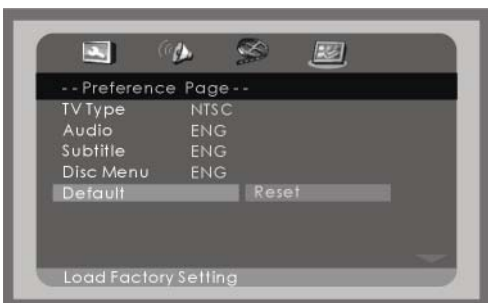 -- Preference Page --
TV Type NTSC
Audio ENG
Subtitle ENG
Disc Menu ENG
Default Reset
Load Factory Setting